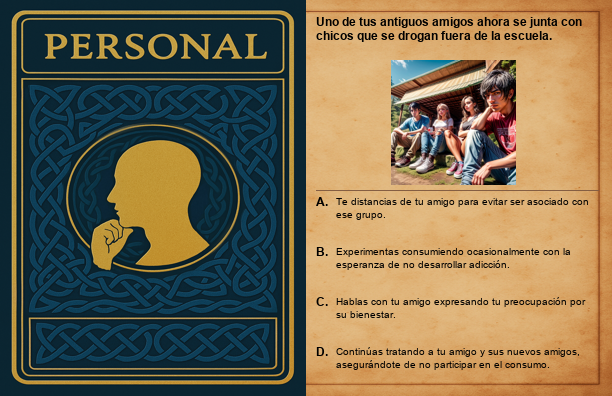 PERSONAL
Uno de tus antiguos amigos ahora se junta con
chicos que se drogan fuera de la escuela.
A. Te distancias de tu amigo para evitar ser asociado con
ese grupo.
B. Experimentas consumiendo ocasionalmente con la
esperanza de no desarrollar adicción.
C. Hablas con tu amigo expresando tu preocupación por
su bienestar.
D. Continúas tratando a tu amigo y sus nuevos amigos,
asegurándote de no participar en el consumo.